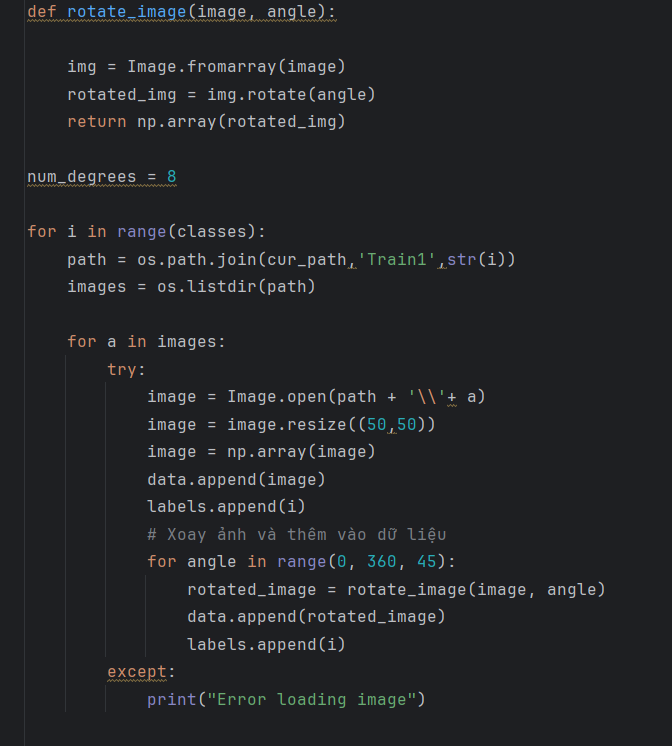 def rotate_image(image, angle):
    img = Image.fromarray(image)
    rotated_img = img.rotate(angle)
    return np.array(rotated_img)
num_degrees = 8
for i in range(classes):
    path = os.path.join(cur_path,'Train1',str(i))
    images = os.listdir(path)
    for a in images:
        try:
            image = Image.open(path + '\\'+ a)
            image = image.resize((50,50))
            image = np.array(image)
            data.append(image)
            labels.append(i)
            # Xoay ảnh và thêm vào dữ liệu
            for angle in range(0, 360, 45):
                rotated_image = rotate_image(image, angle)
                data.append(rotated_image)
                labels.append(i)
        except:
            print("Error loading image")